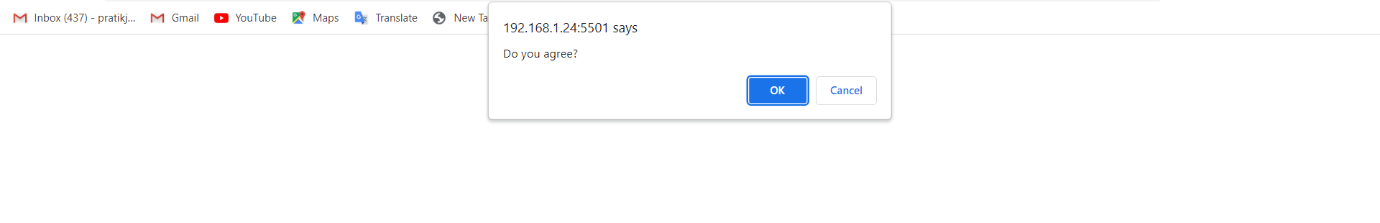 Inbox (437) - pratikj...
Gmail
YouTube
Maps
Translate
New Ta
192.168.1.24:5501 says
Do you agree?
OK
Cancel